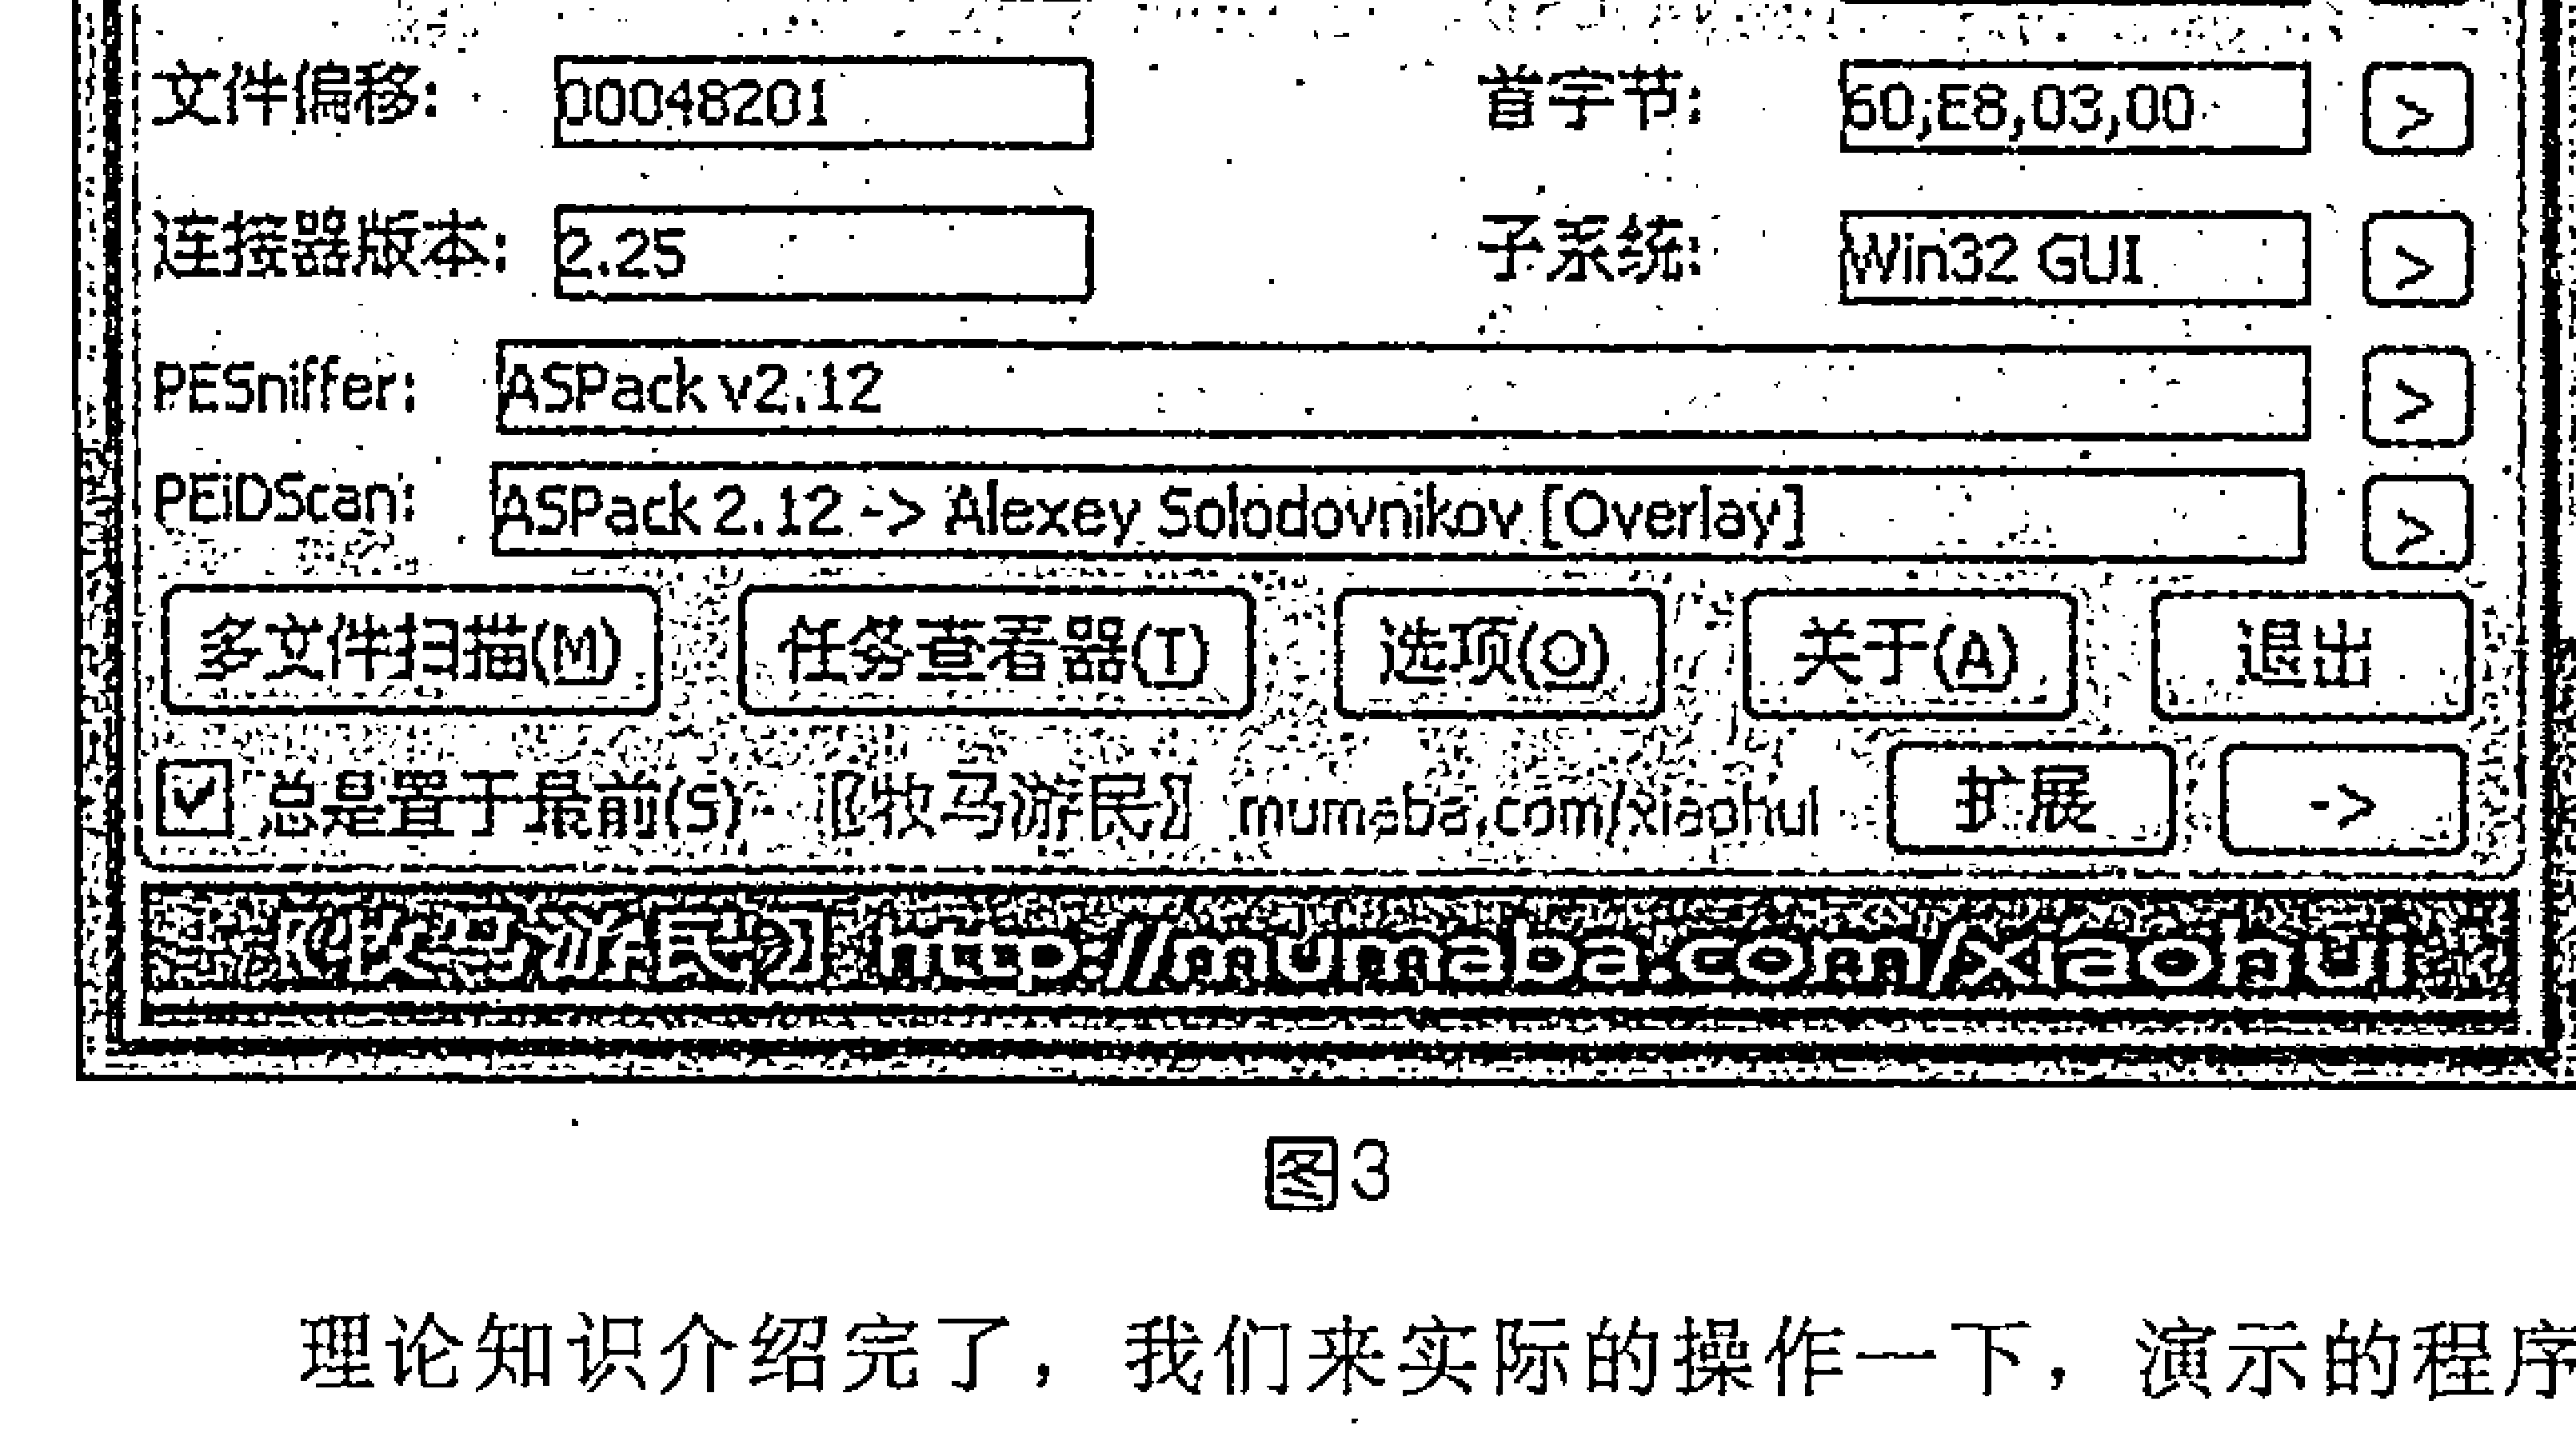 文件偏移: 00048201 首字节: 60,E8,03,00 >
连接器版本: 2.25 子系统: Win32 GUI >
PESniffer: ASPack v2.12 >
PEiDScan: ASPack 2.12 -> Alexey Solodovnikov [Overlay] >
多文件扫描(M) 任务查看器(T) 选项(O) 关于(A) 退出
总是置于最前(S) 〖牧马游民〗 mumaba.com/xiaohui 扩展 ->
〖牧马游民〗 http://mumaba.com/xiaohui
图3
理论知识介绍完了，我们来实际的操作一下，演示的程序